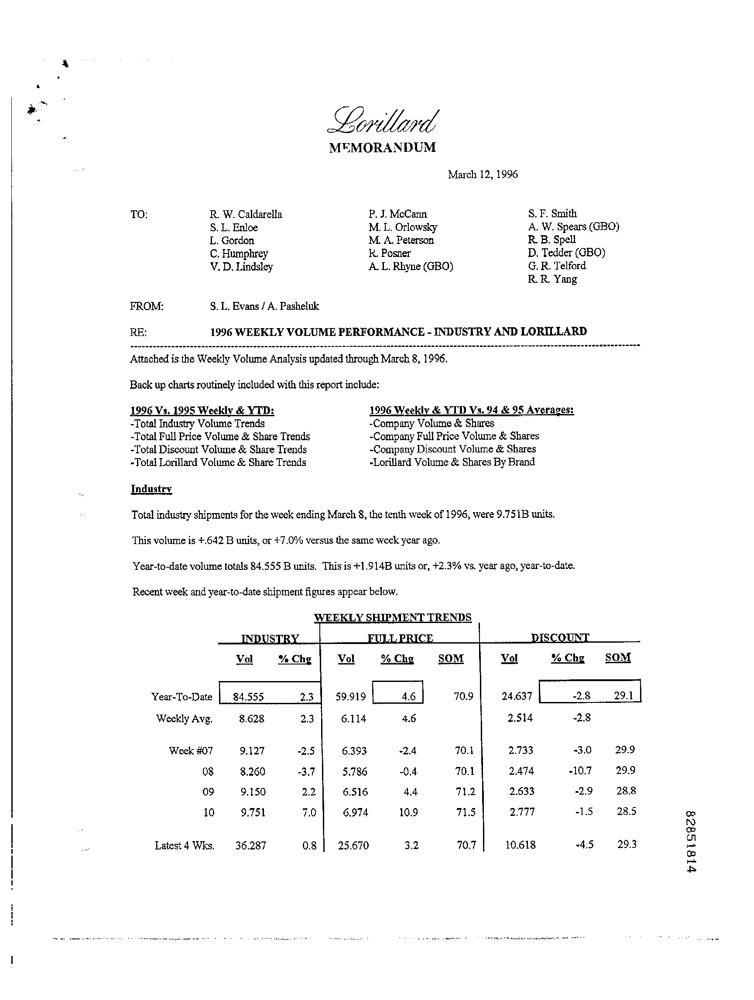 Lorillard
MEMORANDUM
March 12, 1996
TO: R. W. Caldarella P. J. McCann S. F. Smith
S. L. Enloe M. L. Orlowsky A. W. Spears (GBO)
L. Gordon M. A. Peterson R. B. Spell
C. Humphrey R. Posner D. Tedder (GBO)
V. D. Lindsley A. L. Rhyne (GBO) G. R. Telford
R. R. Yang
FROM: S. L. Evans / A. Pasheluk
RE: 1996 WEEKLY VOLUME PERFORMANCE - INDUSTRY AND LORILLARD
Attached is the Weekly Volume Analysis updated through March 8, 1996.
Back up charts routinely included with this report include:
1996 Vs. 1995 Weekly & YTD: 1996 Weekly & YTD Vs. 94 & 95 Averages:
-Total Industry Volume Trends -Company Volume & Shares
-Total Full Price Volume & Share Trends -Company Full Price Volume & Shares
-Total Discount Volume & Share Trends -Company Discount Volume & Shares
-Total Lorillard Volume & Share Trends -Lorillard Volume & Shares By Brand
Industry
Total industry shipments for the week ending March 8, the tenth week of 1996, were 9.751B units.
This volume is +.642 B units, or +7.0% versus the same week year ago.
Year-to-date volume totals 84.555 B units. This is +1.914B units or, +2.3% vs. year ago, year-to-date.
Recent week and year-to-date shipment figures appear below.
WEEKLY SHIPMENT TRENDS
INDUSTRY FULL PRICE DISCOUNT
Vol % Chg Vol % Chg SOM Vol % Chg SOM
Year-To-Date 84.555 2.3 59.919 4.6 70.9 24.637 -2.8 29.1
Weekly Avg. 8.628 2.3 6.114 4.6 2.514 -2.8
Week #07 9.127 -2.5 6.393 -2.4 70.1 2.733 -3.0 29.9
08 8.260 -3.7 5.786 -0.4 70.1 2.474 -10.7 29.9
09 9.150 2.2 6.516 4.4 71.2 2.633 -2.9 28.8
10 9.751 7.0 6.974 10.9 71.5 2.777 -1.5 28.5
Latest 4 Wks. 36.287 0.8 25.670 3.2 70.7 10.618 -4.5 29.3
82851814